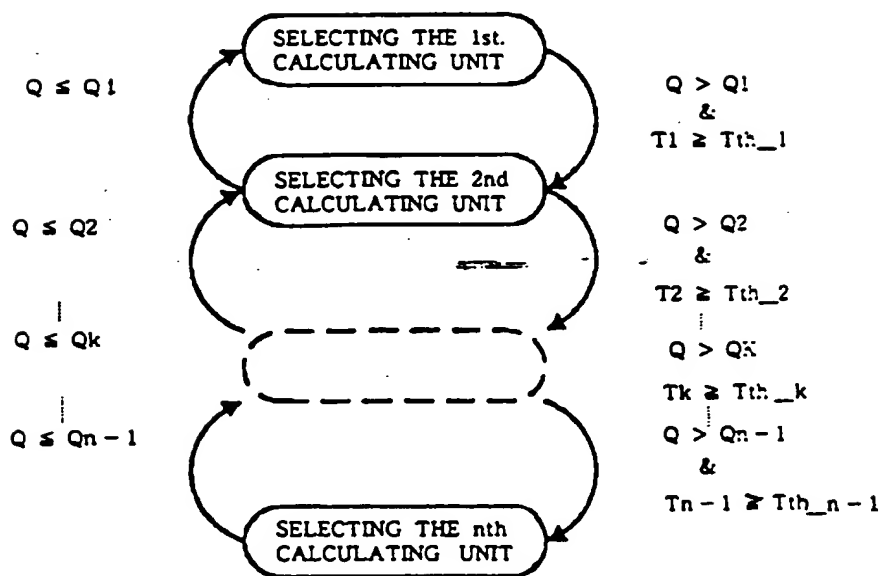 SELECTING THE 1st.
CALCULATING UNIT
Q ≤ Q1
Q > Q1
&
T1 ≧ Tth_1
SELECTING THE 2nd
CALCULATING UNIT
Q ≤ Q2
Q > Q2
&
T2 ≧ Tth_2
Q ≤ Qk
Q > QK
Tk ≧ Tth_k
Q ≤ Qn-1
Q > Qn-1
&
Tn-1 ≧ Tth_n-1
SELECTING THE nth
CALCULATING UNIT